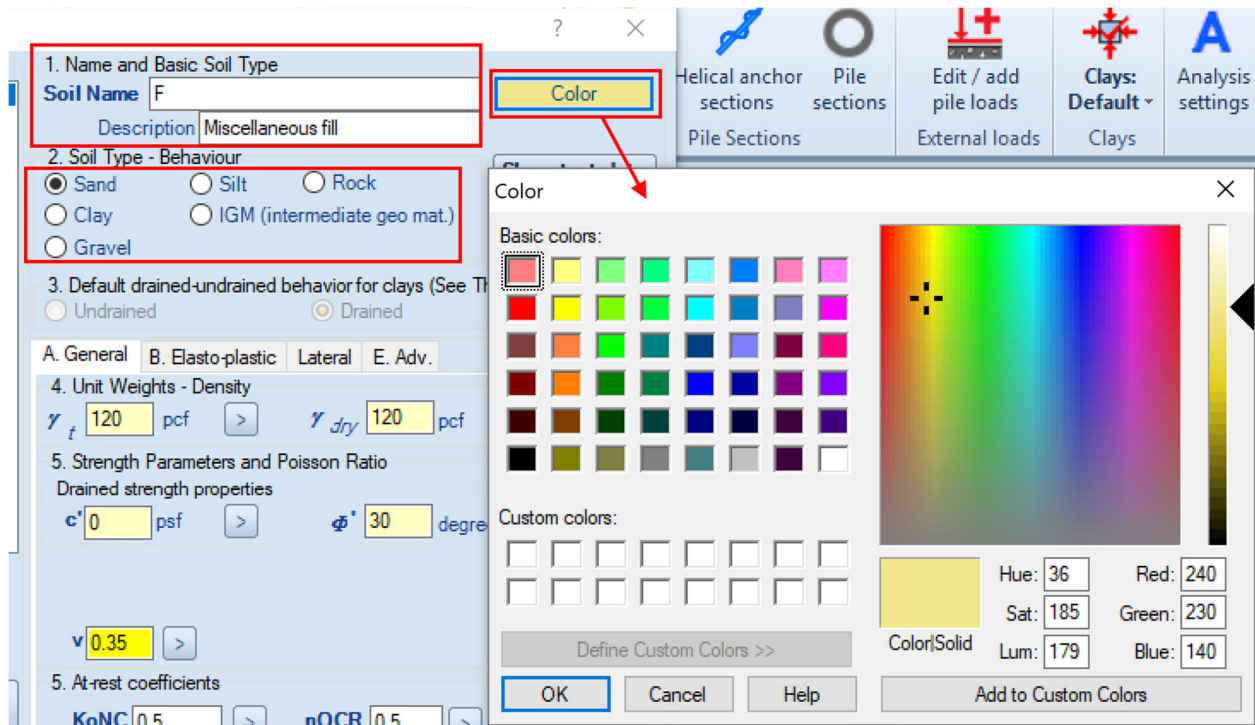 ? ×
1. Name and Basic Soil Type
Soil Name F
Description Miscellaneous fill
Color
2. Soil Type - Behaviour
Sand Silt Rock
Clay IGM (intermediate geo mat.)
Gravel
3. Default drained-undrained behavior for clays (See Th
Undrained Drained
A. General B. Elasto-plastic Lateral E. Adv.
4. Unit Weights - Density
γ t 120 pcf > γ dry 120 pcf
5. Strength Parameters and Poisson Ratio
Drained strength properties
c' 0 psf > Φ' 30 degre
v 0.35 >
5. At-rest coefficients
KoNC 0.5 > nOCR 0.5 >
Helical anchor
sections
Pile
sections
Pile Sections
Edit / add
pile loads
External loads
Clays:
Default
Clays
A
Analysis
settings
Color ×
Basic colors:
Custom colors:
Define Custom Colors >>
OK Cancel Help
Color|Solid
Hue: 36 Red: 240
Sat: 185 Green: 230
Lum: 179 Blue: 140
Add to Custom Colors